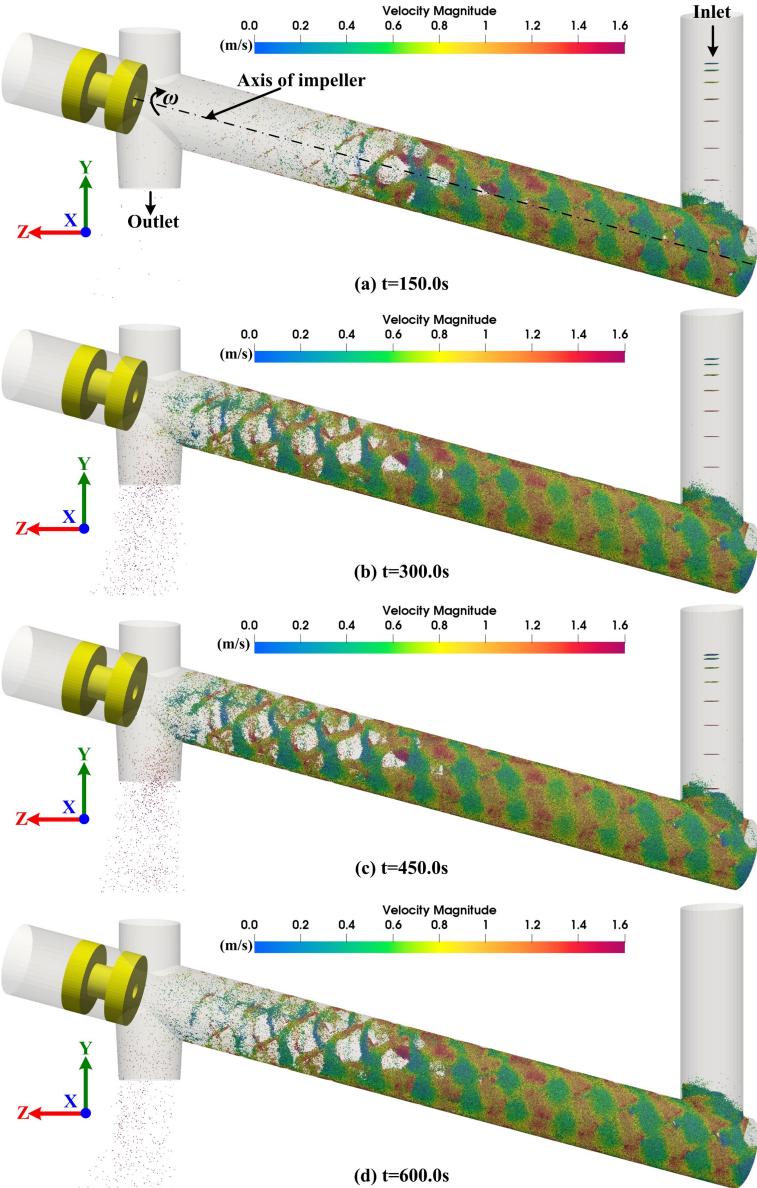 Velocity Magnitude
0.0 0.2 0.4 0.6 0.8 1 1.2 1.4 1.6
(m/s)
Inlet
Axis of impeller
ω
Y
X
Z
Outlet
(a) t=150.0s
Velocity Magnitude
0.0 0.2 0.4 0.6 0.8 1 1.2 1.4 1.6
(m/s)
Y
X
Z
(b) t=300.0s
Velocity Magnitude
0.0 0.2 0.4 0.6 0.8 1 1.2 1.4 1.6
(m/s)
Y
X
Z
(c) t=450.0s
Velocity Magnitude
0.0 0.2 0.4 0.6 0.8 1 1.2 1.4 1.6
(m/s)
Y
X
Z
(d) t=600.0s